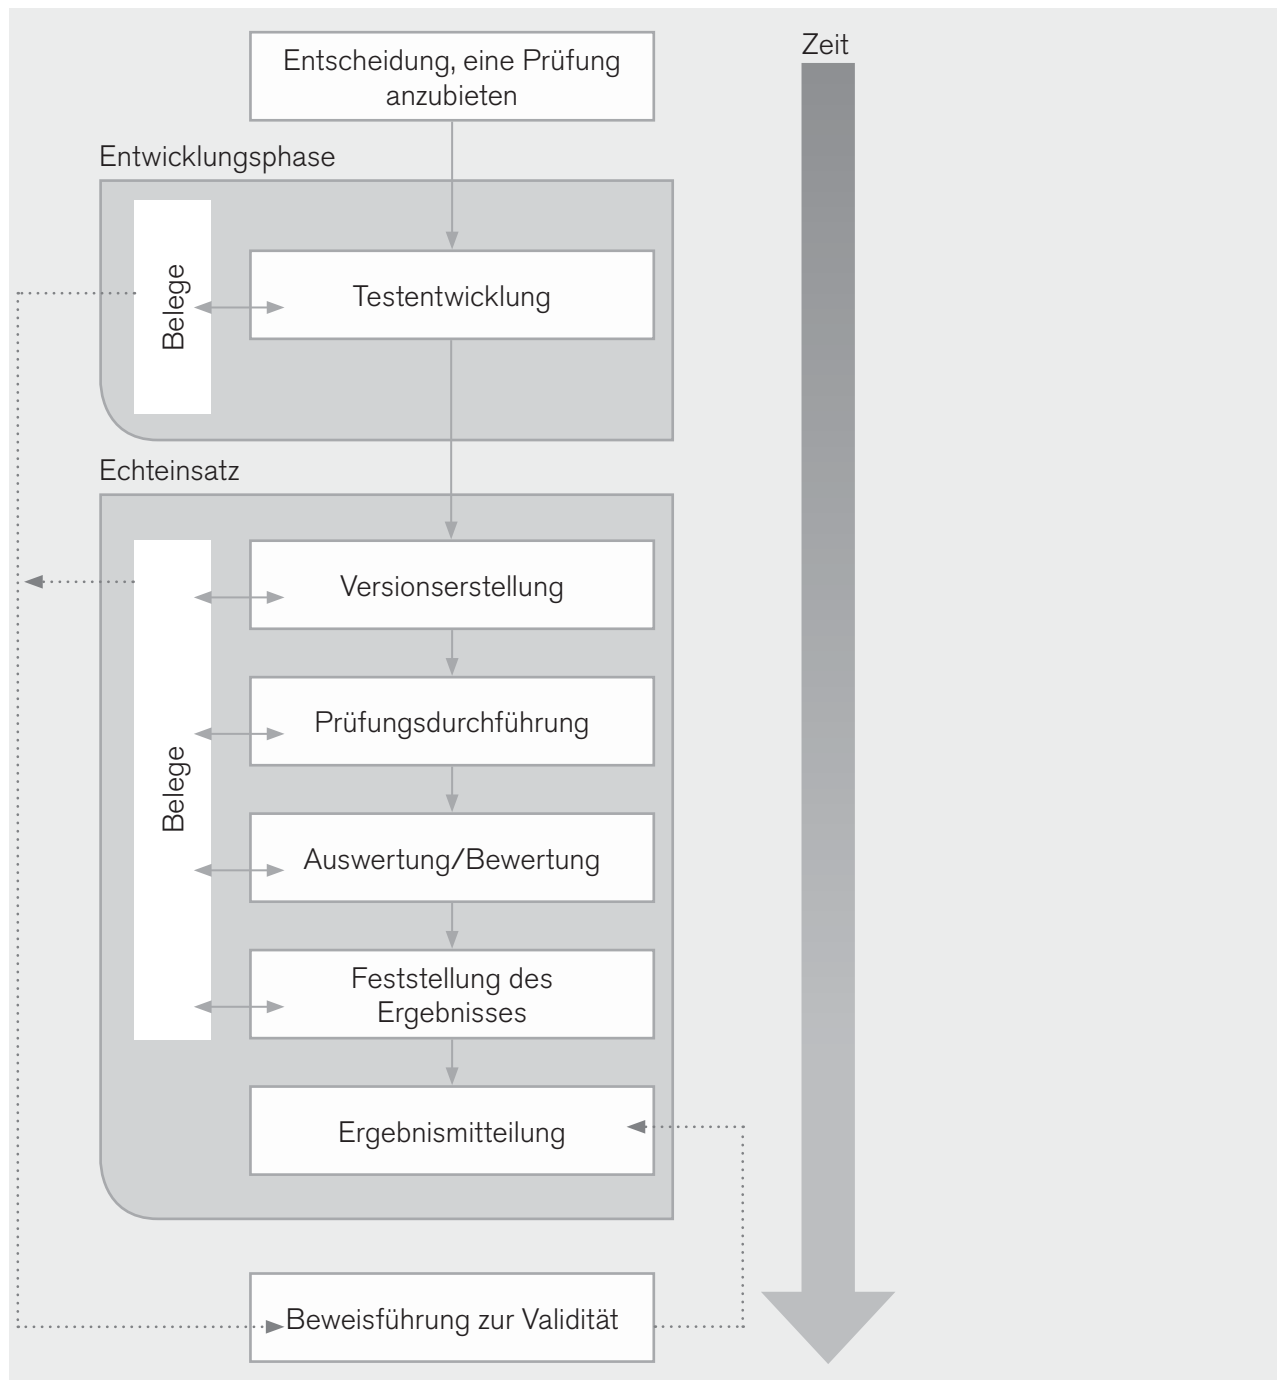 Entscheidung, eine Prüfung
anzubieten
Zeit
Entwicklungsphase
Belege
Testentwicklung
Echteinsatz
Belege
Versionserstellung
Prüfungsdurchführung
Auswertung/Bewertung
Feststellung des
Ergebnisses
Ergebnismitteilung
Beweisführung zur Validität